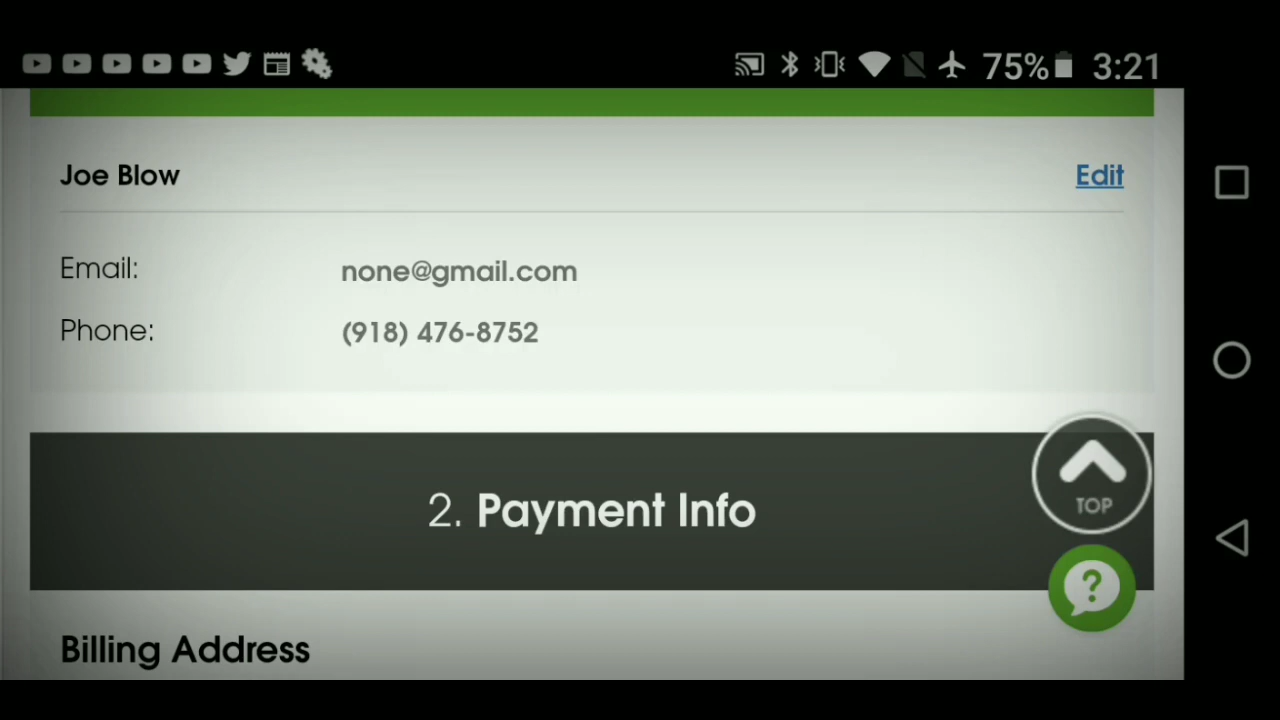 75% 3:21
Joe Blow Edit
Email: none@gmail.com
Phone: (918) 476-8752
2. Payment Info
TOP
?
Billing Address